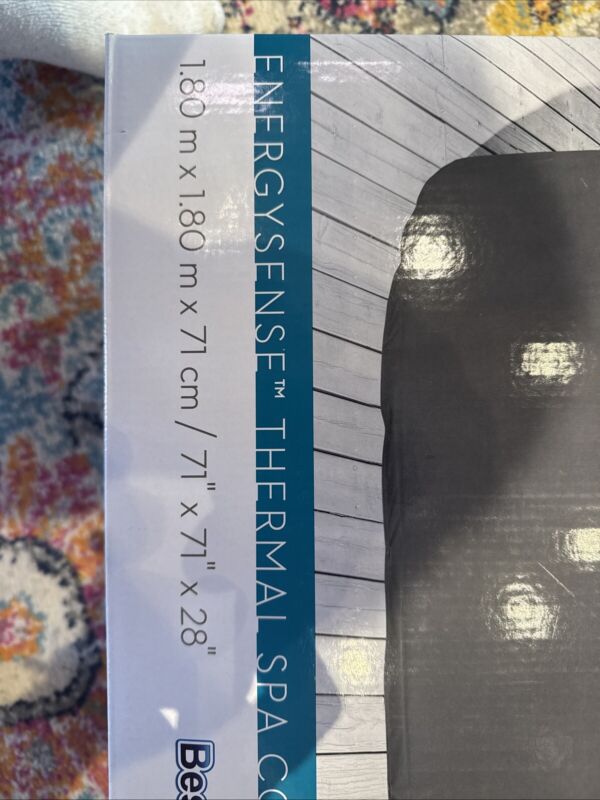 ENERGYSENSE™ THERMAL SPA CO
1.80 m x 1.80 m x 71 cm / 71" x 71" x 28"
Bes